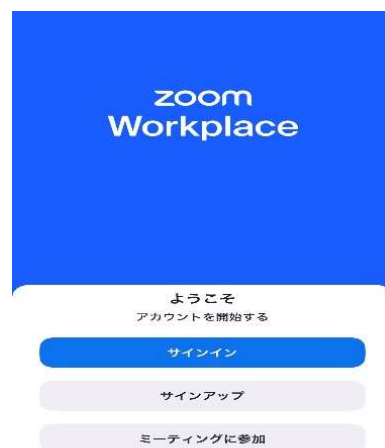 zoom
Workplace
ようこそ
アカウントを開始する
サインイン
サインアップ
ミーティングに参加